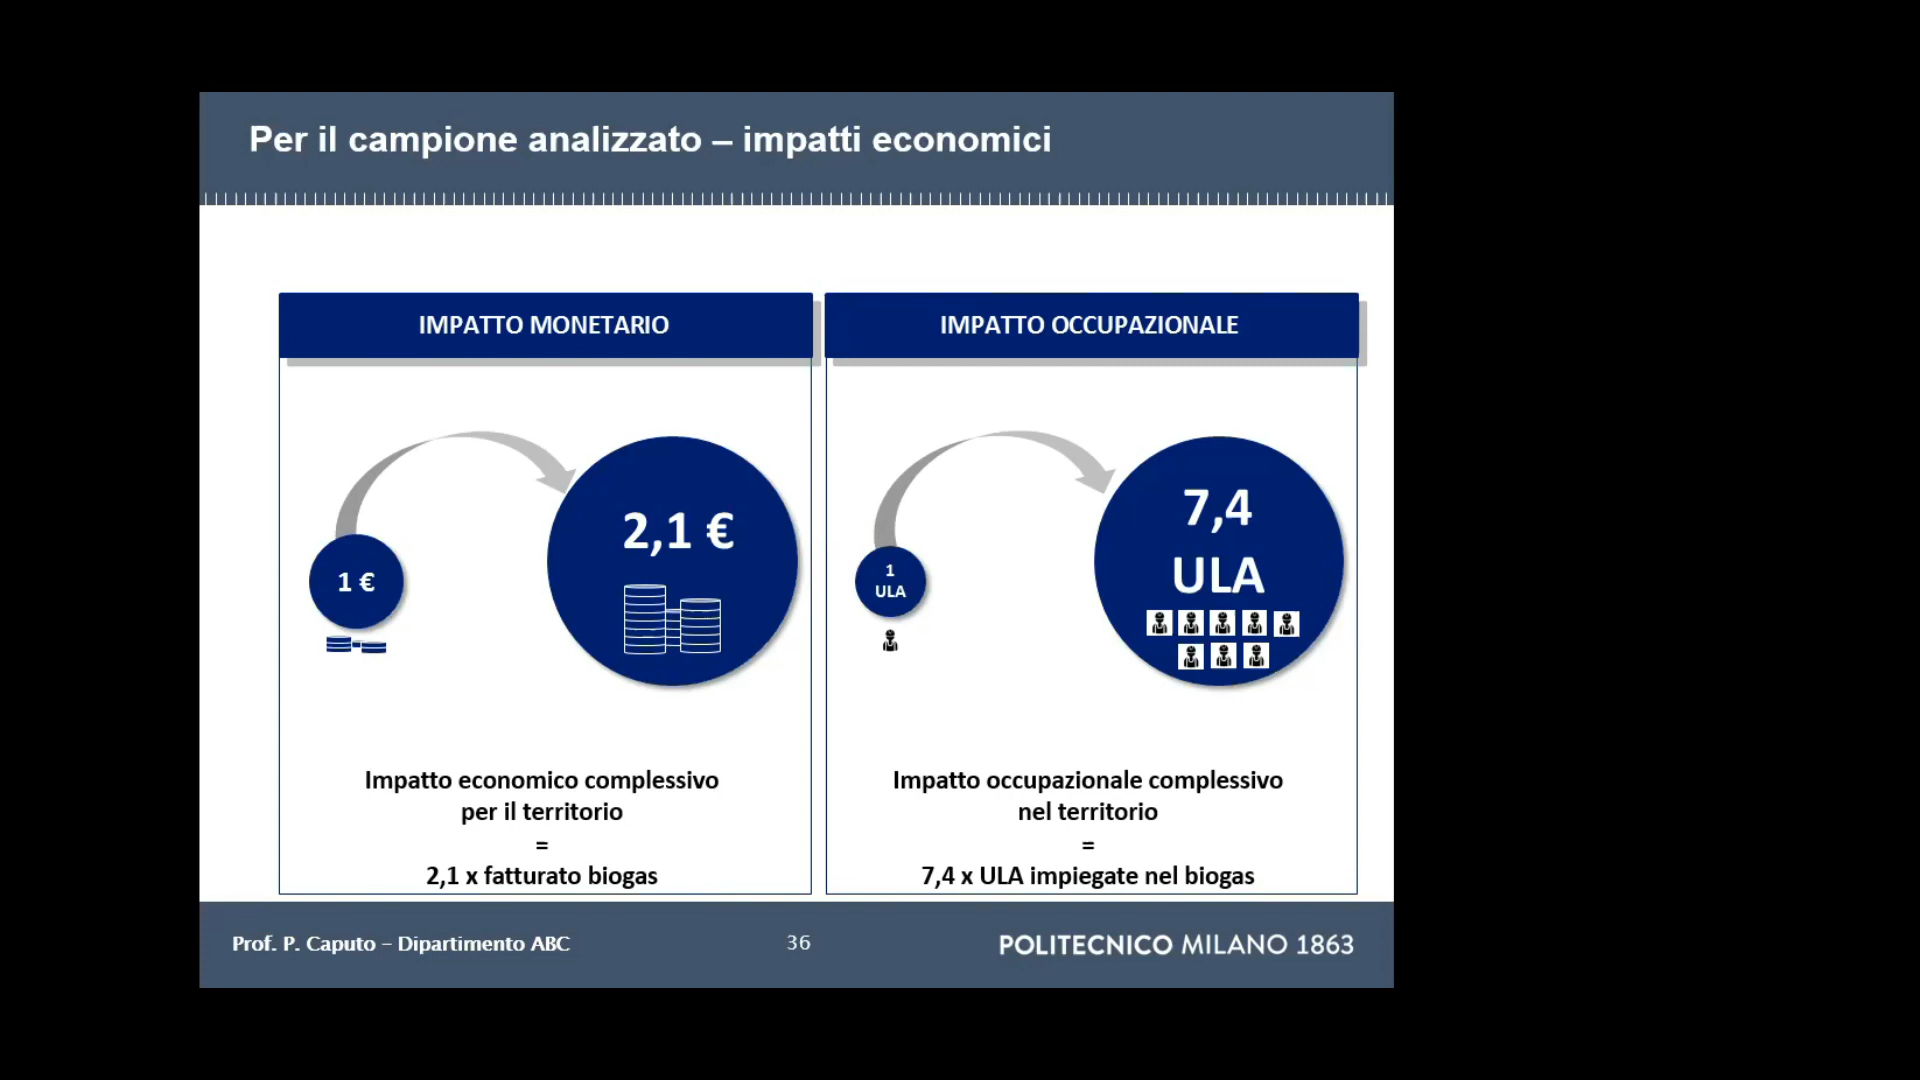 Per il campione analizzato – impatti economici
IMPATTO MONETARIO
1 €
2,1 €
Impatto economico complessivo
per il territorio
=
2,1 x fatturato biogas
IMPATTO OCCUPAZIONALE
1
ULA
7,4
ULA
Impatto occupazionale complessivo
nel territorio
=
7,4 x ULA impiegate nel biogas
Prof. P. Caputo – Dipartimento ABC
36
POLITECNICO MILANO 1863